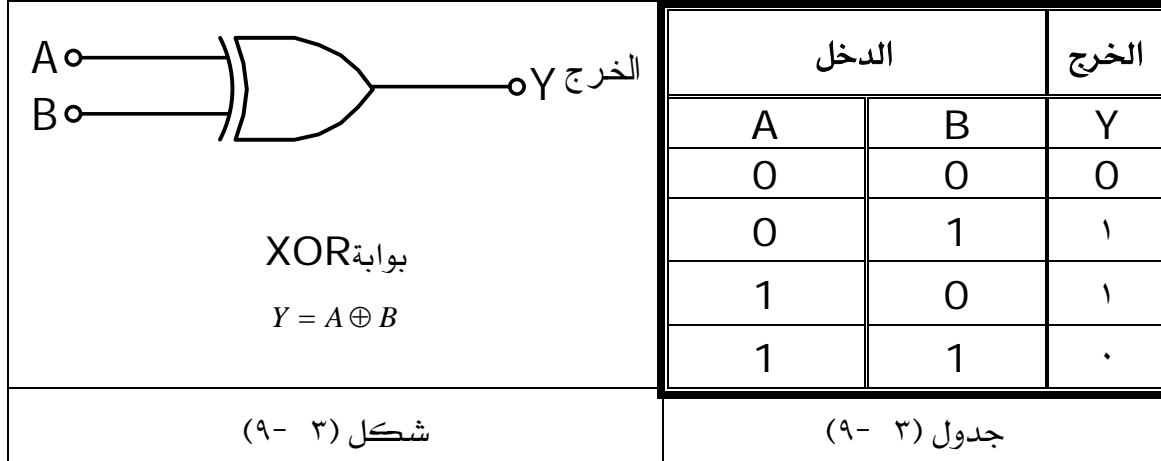 A
B
Y الخرج
بوابة XOR
Y = A ⊕ B
الدخل الخرج
A B Y
0 0 0
0 1 ١
1 0 ١
1 1 ٠
شكل (٣ -٩)
جدول (٣ -٩)